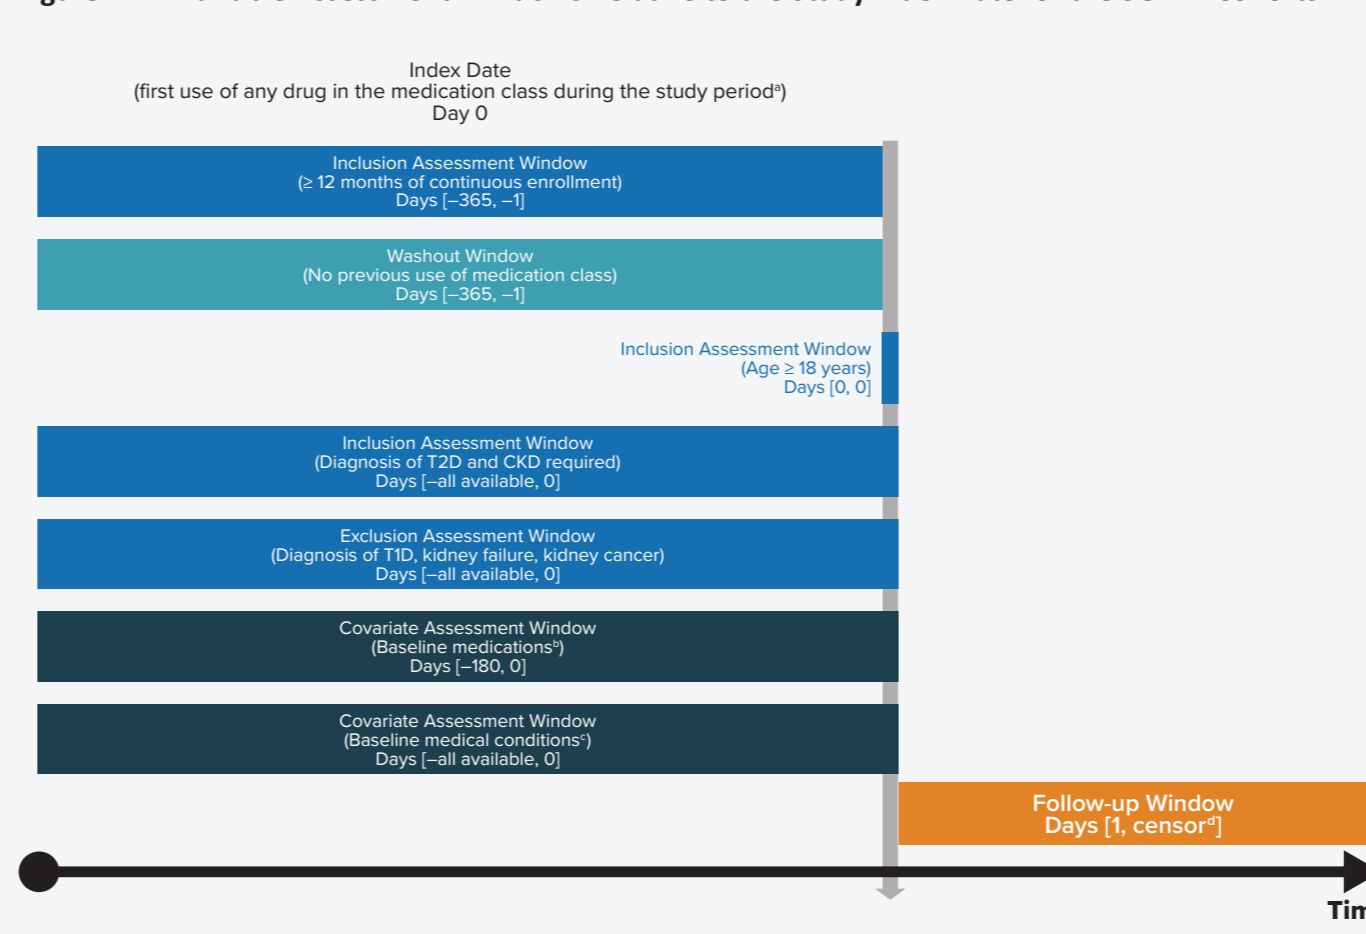 Index Date
(first use of any drug in the medication class during the study periodᵃ)
Day 0
Inclusion Assessment Window
(≥ 12 months of continuous enrollment)
Days [–365, –1]
Washout Window
(No previous use of medication class)
Days [–365, –1]
Inclusion Assessment Window
(Age ≥ 18 years)
Days [0, 0]
Inclusion Assessment Window
(Diagnosis of T2D and CKD required)
Days [–all available, 0]
Exclusion Assessment Window
(Diagnosis of T1D, kidney failure, kidney cancer)
Days [–all available, 0]
Covariate Assessment Window
(Baseline medicationsᵇ)
Days [–180, 0]
Covariate Assessment Window
(Baseline medical conditionsᶜ)
Days [–all available, 0]
Follow-up Window
Days [1, censorᵈ]
Tim